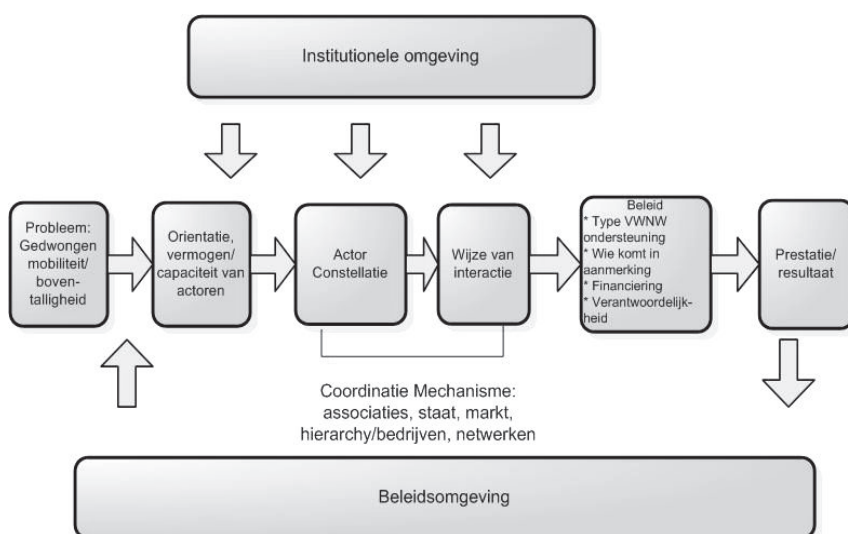 Institutionele omgeving
Probleem:
Gedwongen
mobiliteit/
boven-
talligheid
Orientatie,
vermogen/
capaciteit van
actoren
Actor
Constellatie
Wijze van
interactie
Beleid
* Type VWNW
ondersteuning
* Wie komt in
aanmerking
* Financiering
* Verantwoordelijk-
heid
Prestatie/
resultaat
Coordinatie Mechanisme:
associaties, staat, markt,
hierarchy/bedrijven, netwerken
Beleidsomgeving